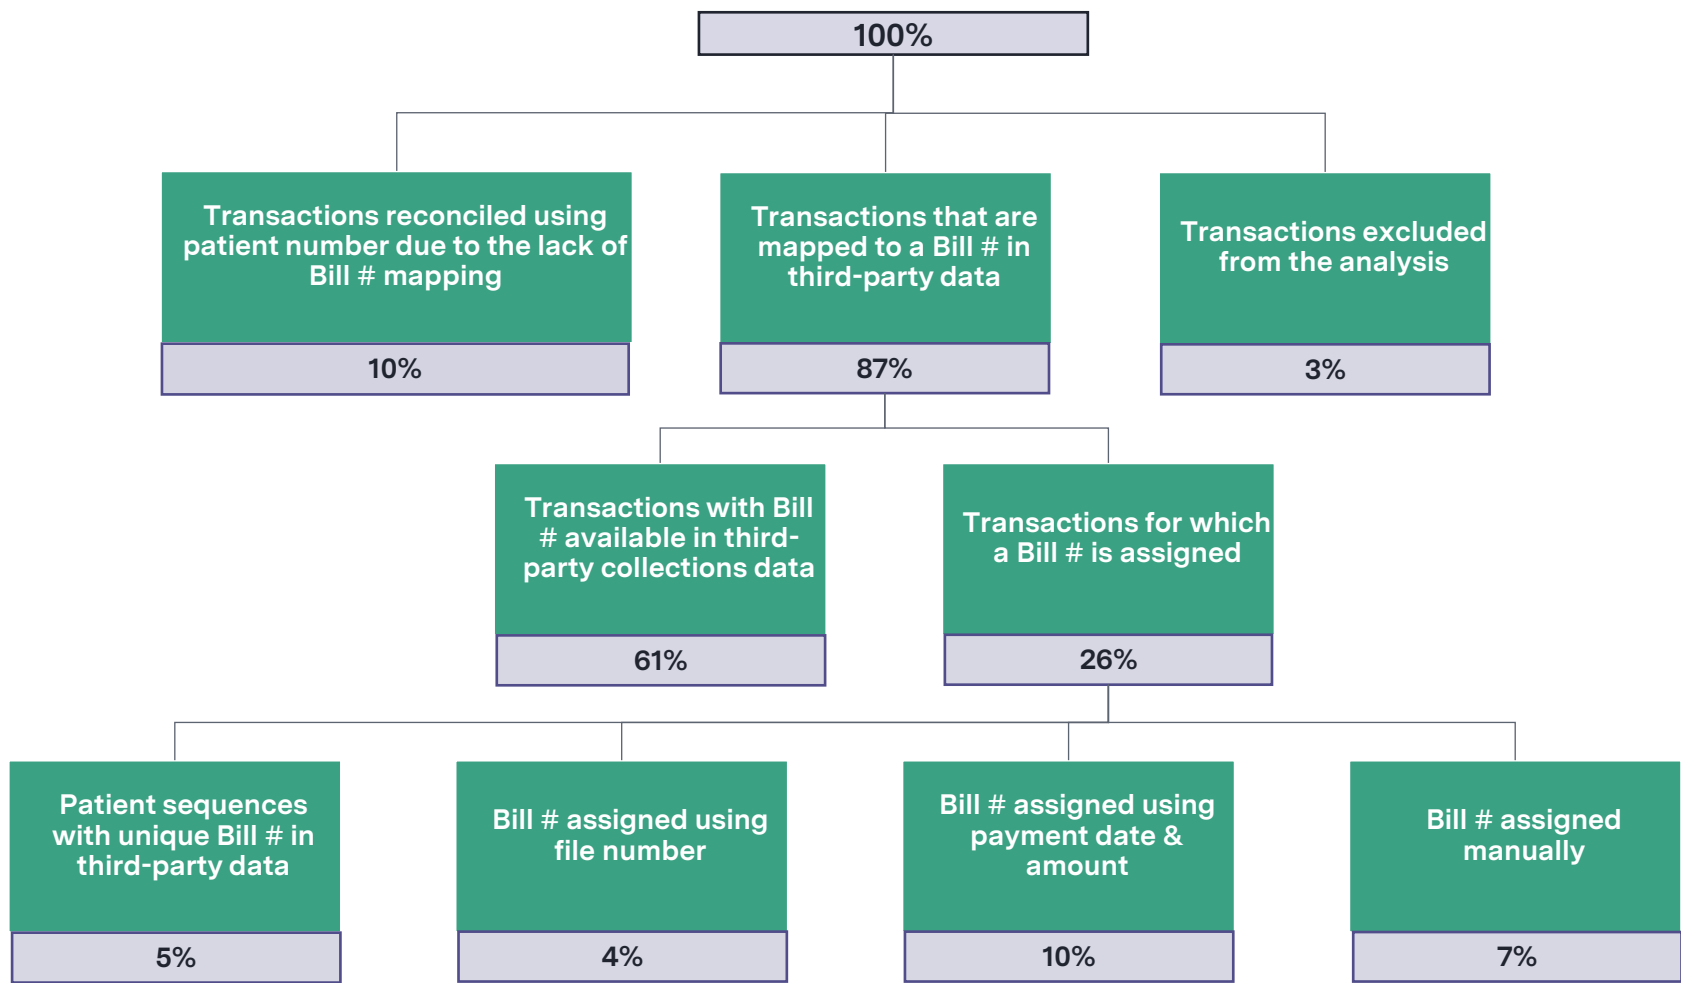 100%
Transactions reconciled using
patient number due to the lack of
Bill # mapping
10%
Transactions that are
mapped to a Bill # in
third-party data
87%
Transactions excluded
from the analysis
3%
Transactions with Bill
# available in third-
party collections data
61%
Transactions for which
a Bill # is assigned
26%
Patient sequences
with unique Bill # in
third-party data
5%
Bill # assigned using
file number
4%
Bill # assigned using
payment date &
amount
10%
Bill # assigned
manually
7%